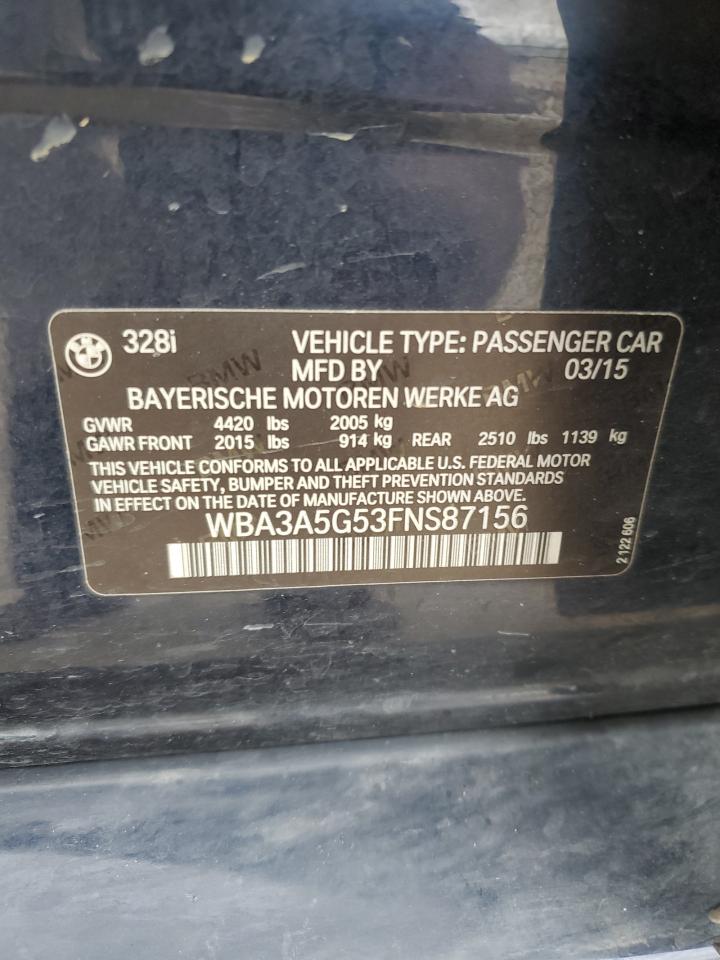 328i VEHICLE TYPE: PASSENGER CAR
MFD BY 03/15
BAYERISCHE MOTOREN WERKE AG
GVWR 4420 lbs 2005 kg
GAWR FRONT 2015 lbs 914 kg REAR 2510 lbs 1139 kg
THIS VEHICLE CONFORMS TO ALL APPLICABLE U.S. FEDERAL MOTOR
VEHICLE SAFETY, BUMPER AND THEFT PREVENTION STANDARDS
IN EFFECT ON THE DATE OF MANUFACTURE SHOWN ABOVE.
WBA3A5G53FNS87156
2 122 606
BMW